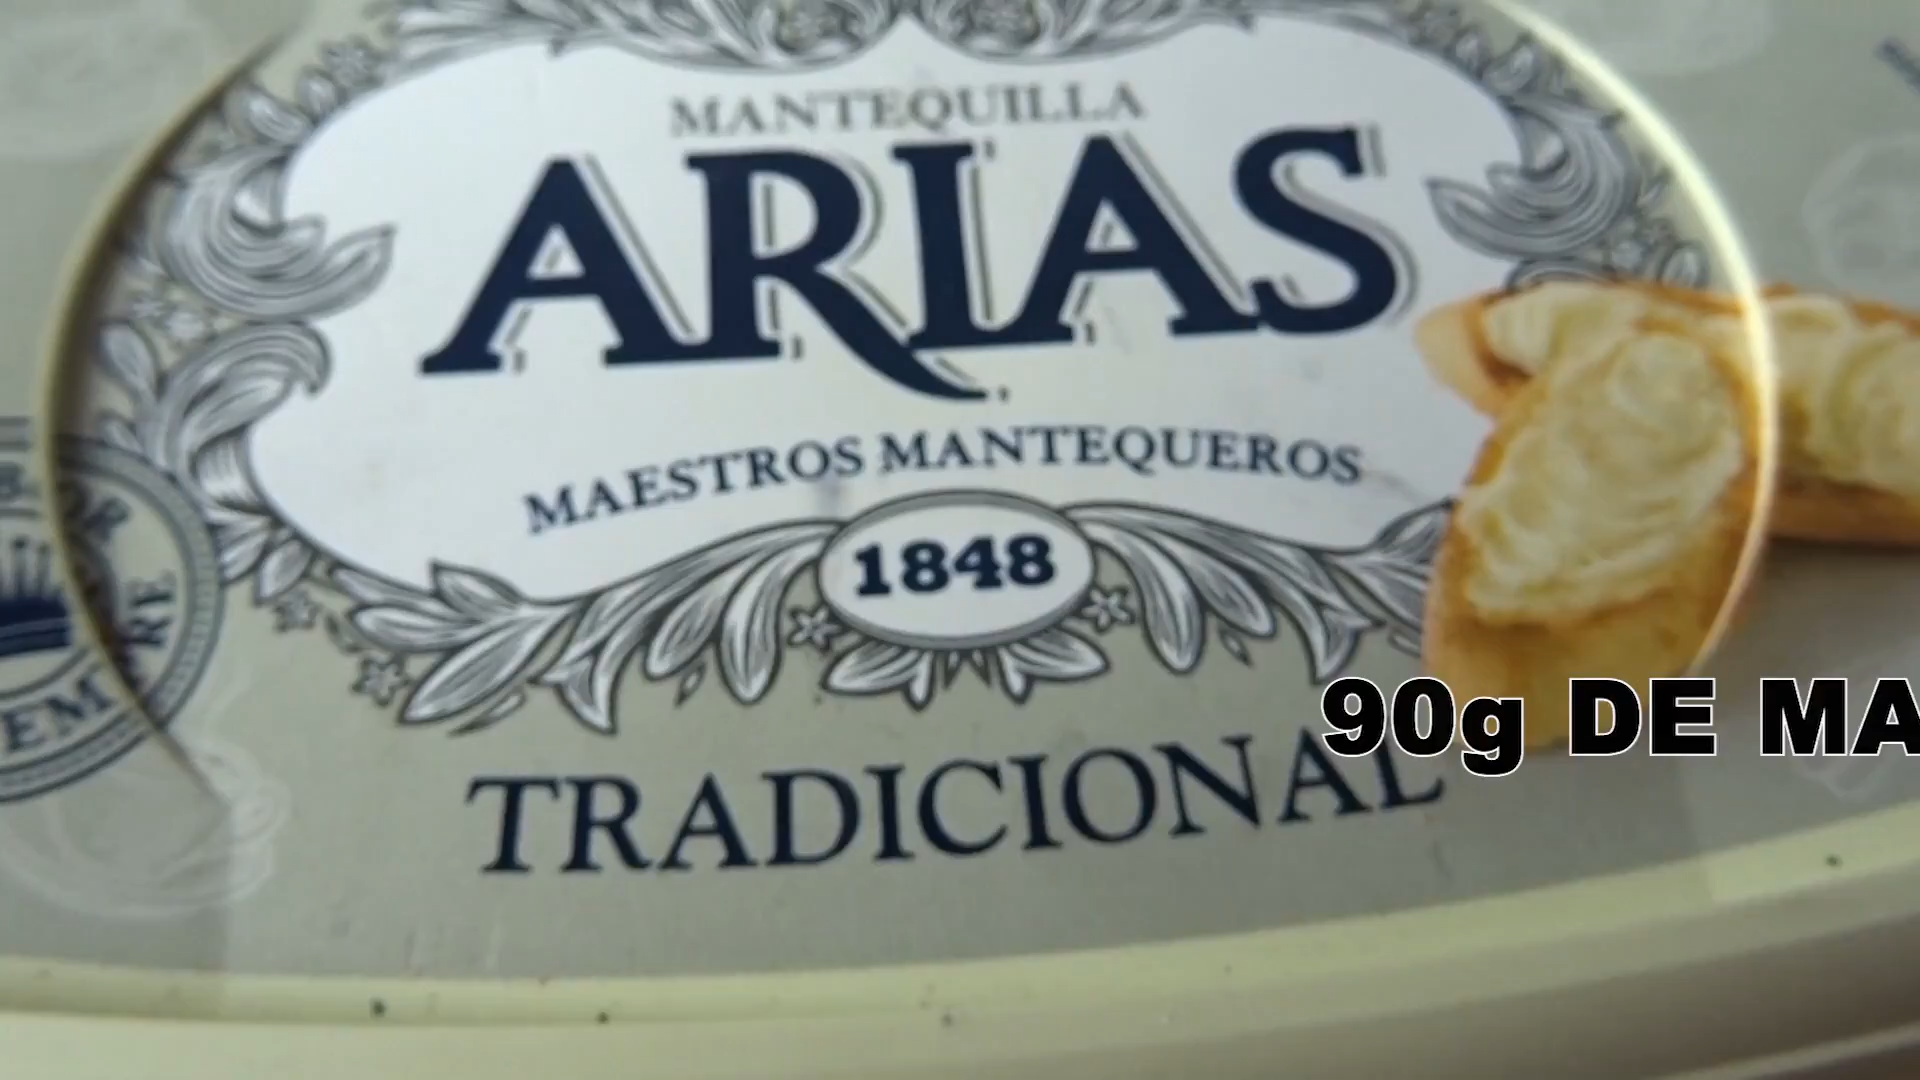 MANTEQUILLA
ARIAS
MAESTROS MANTEQUEROS
1848
TRADICIONAL
90g DE MA